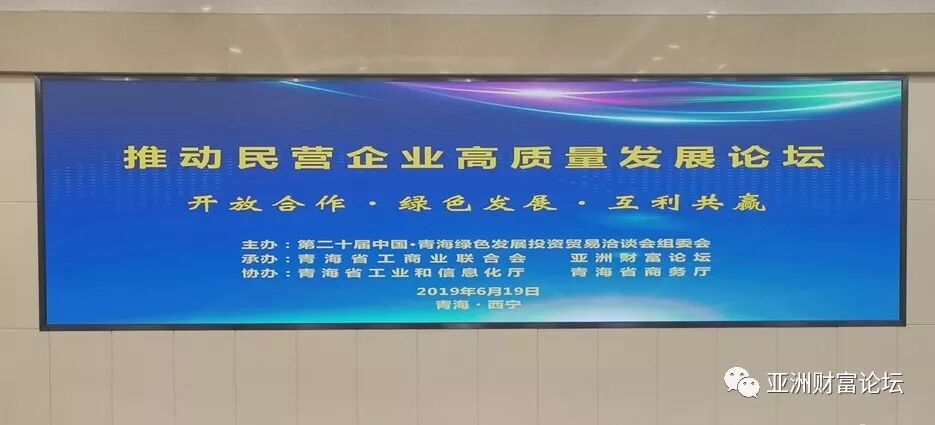 推动民营企业高质量发展论坛
开放合作·绿色发展·互利共赢
主办：第二十届中国·青海绿色发展投资贸易洽谈会组委会
承办：青海省工商业联合会 亚洲财富论坛
协办：青海省工业和信息化厅 青海省商务厅
2019年6月19日
青海·西宁
亚洲财富论坛